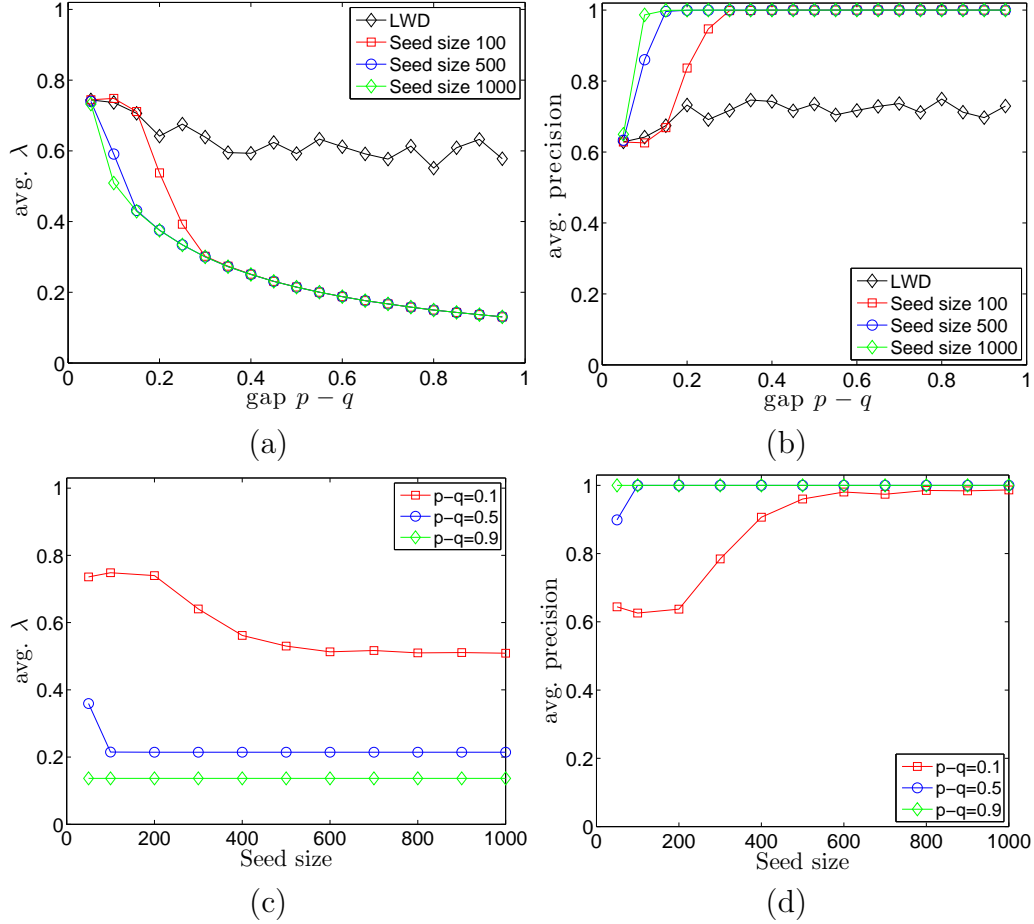 1
0.8
0.6
0.4
0.2
0
avg. λ
0 0.2 0.4 0.6 0.8 1
gap p − q
LWD
Seed size 100
Seed size 500
Seed size 1000
(a)
1
0.8
0.6
0.4
0.2
0
avg. precision
0 0.2 0.4 0.6 0.8 1
gap p − q
LWD
Seed size 100
Seed size 500
Seed size 1000
(b)
1
0.8
0.6
0.4
0.2
0
avg. λ
0 200 400 600 800 1000
Seed size
p−q=0.1
p−q=0.5
p−q=0.9
(c)
1
0.8
0.6
0.4
0.2
0
avg. precision
0 200 400 600 800 1000
Seed size
p−q=0.1
p−q=0.5
p−q=0.9
(d)